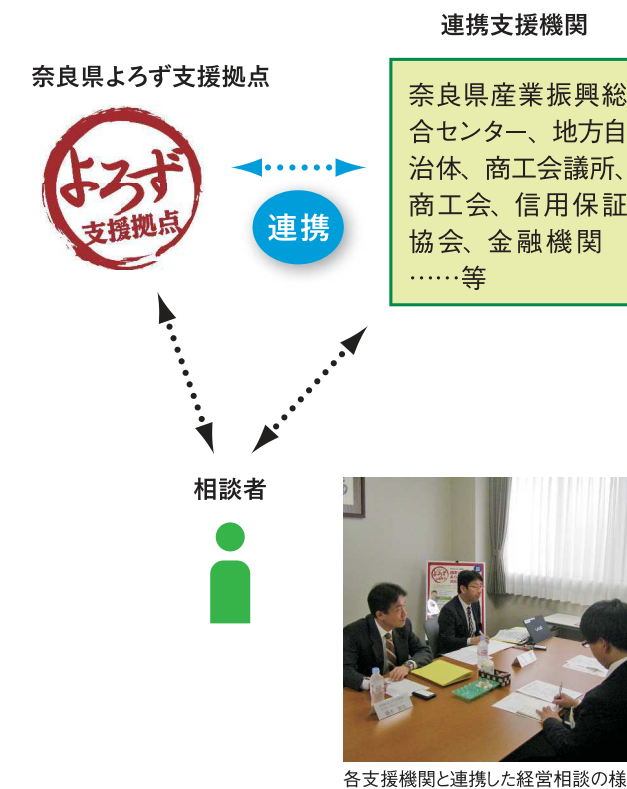 連携支援機関
奈良県よろず支援拠点
奈良県産業振興総
合センター、地方自
治体、商工会議所、
商工会、信用保証
協会、金融機関
……等
よろず
支援拠点
連携
相談者
各支援機関と連携した経営相談の様